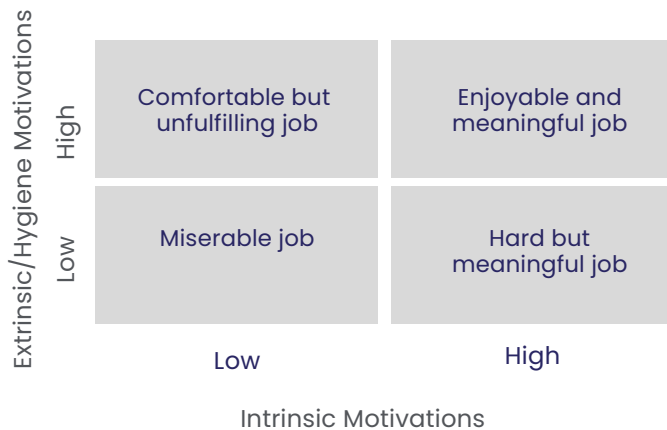 Extrinsic/Hygiene Motivations
High
Low
Comfortable but
unfulfilling job
Enjoyable and
meaningful job
Miserable job
Hard but
meaningful job
Low
High
Intrinsic Motivations